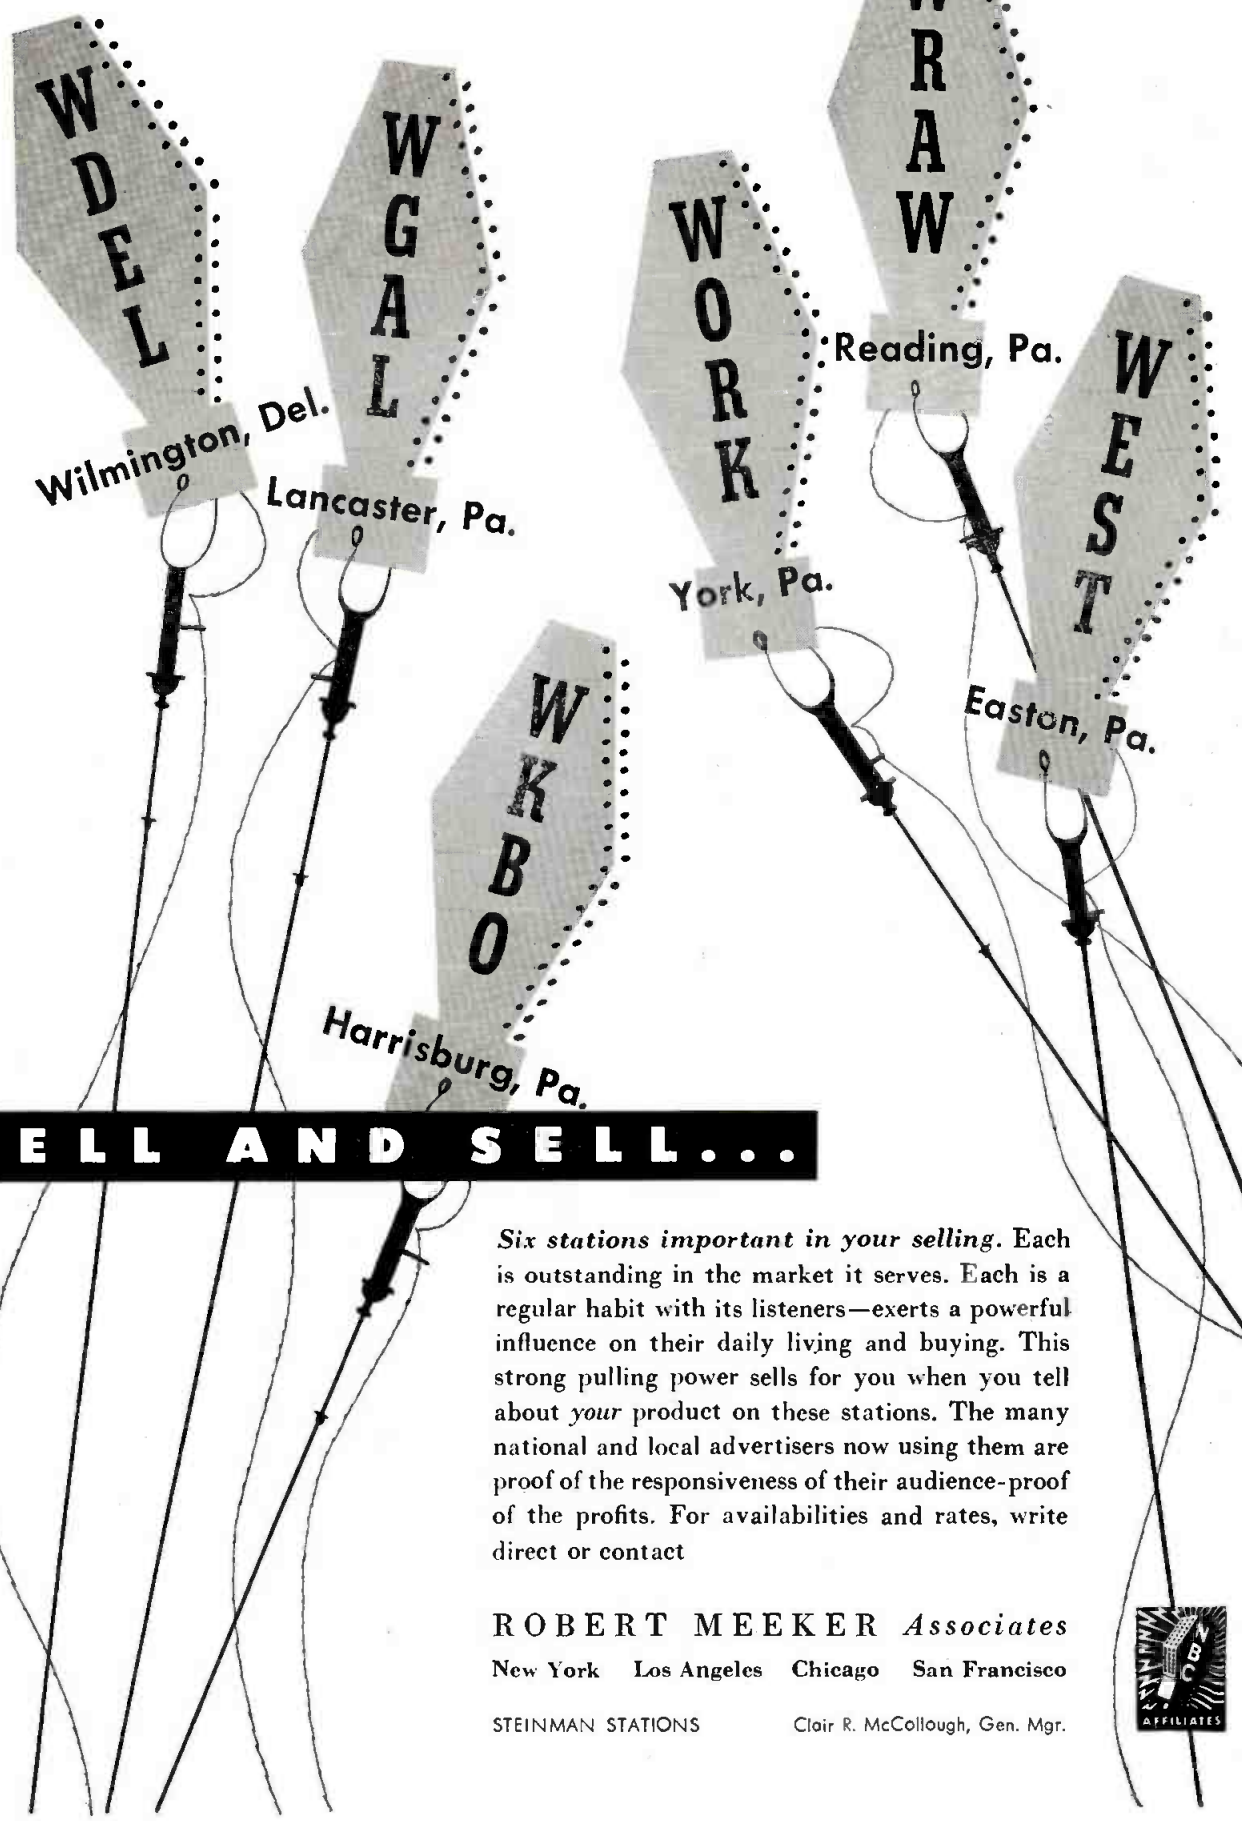 WDEL
Wilmington, Del.
WGAL
Lancaster, Pa.
WKBO
Harrisburg, Pa.
WORK
York, Pa.
WRAW
Reading, Pa.
WEST
Easton, Pa.
ELL AND SELL...
Six stations important in your selling. Each
is outstanding in the market it serves. Each is a
regular habit with its listeners—exerts a powerful
influence on their daily living and buying. This
strong pulling power sells for you when you tell
about your product on these stations. The many
national and local advertisers now using them are
proof of the responsiveness of their audience-proof
of the profits. For availabilities and rates, write
direct or contact
ROBERT MEEKER Associates
New York Los Angeles Chicago San Francisco
STEINMAN STATIONS Clair R. McCollough, Gen. Mgr.
NBC
AFFILIATES